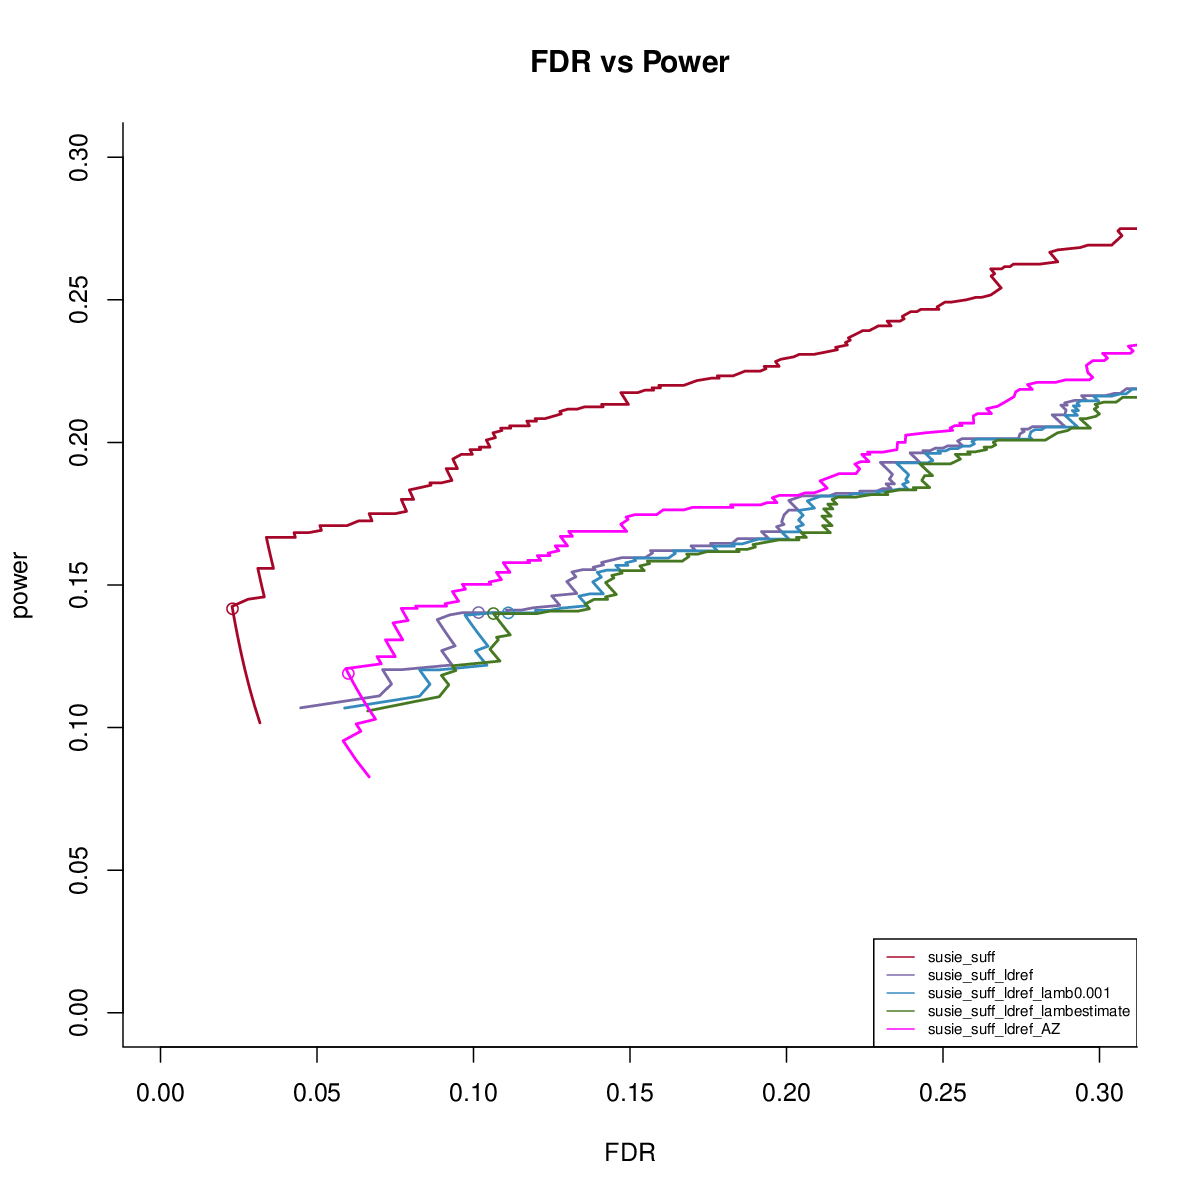 FDR vs Power
power
0.30
0.25
0.20
0.15
0.10
0.05
0.00
susie_suff
susie_suff_ldref
susie_suff_ldref_lamb0.001
susie_suff_ldref_lambestimate
susie_suff_ldref_AZ
0.00 0.05 0.10 0.15 0.20 0.25 0.30
FDR